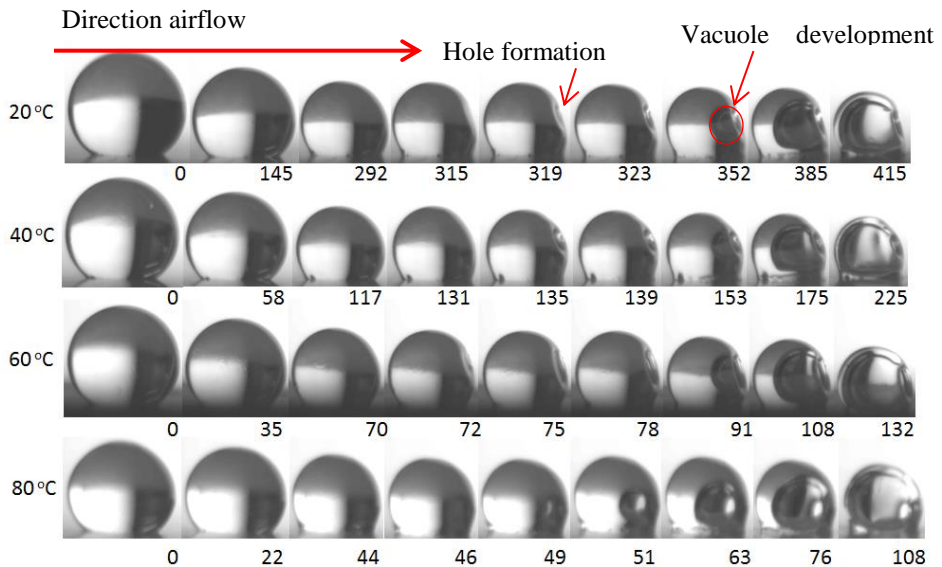 Direction airflow
Hole formation
Vacuole development
20 °C
0 145 292 315 319 323 352 385 415
40 °C
0 58 117 131 135 139 153 175 225
60 °C
0 35 70 72 75 78 91 108 132
80 °C
0 22 44 46 49 51 63 76 108